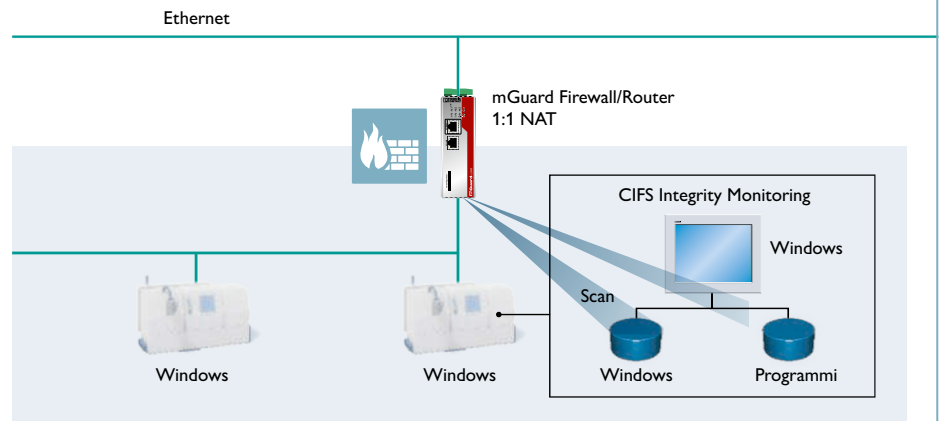 Ethernet
mGuard Firewall/Router
1:1 NAT
CIFS Integrity Monitoring
Windows
Scan
Windows
Windows
Windows
Programmi